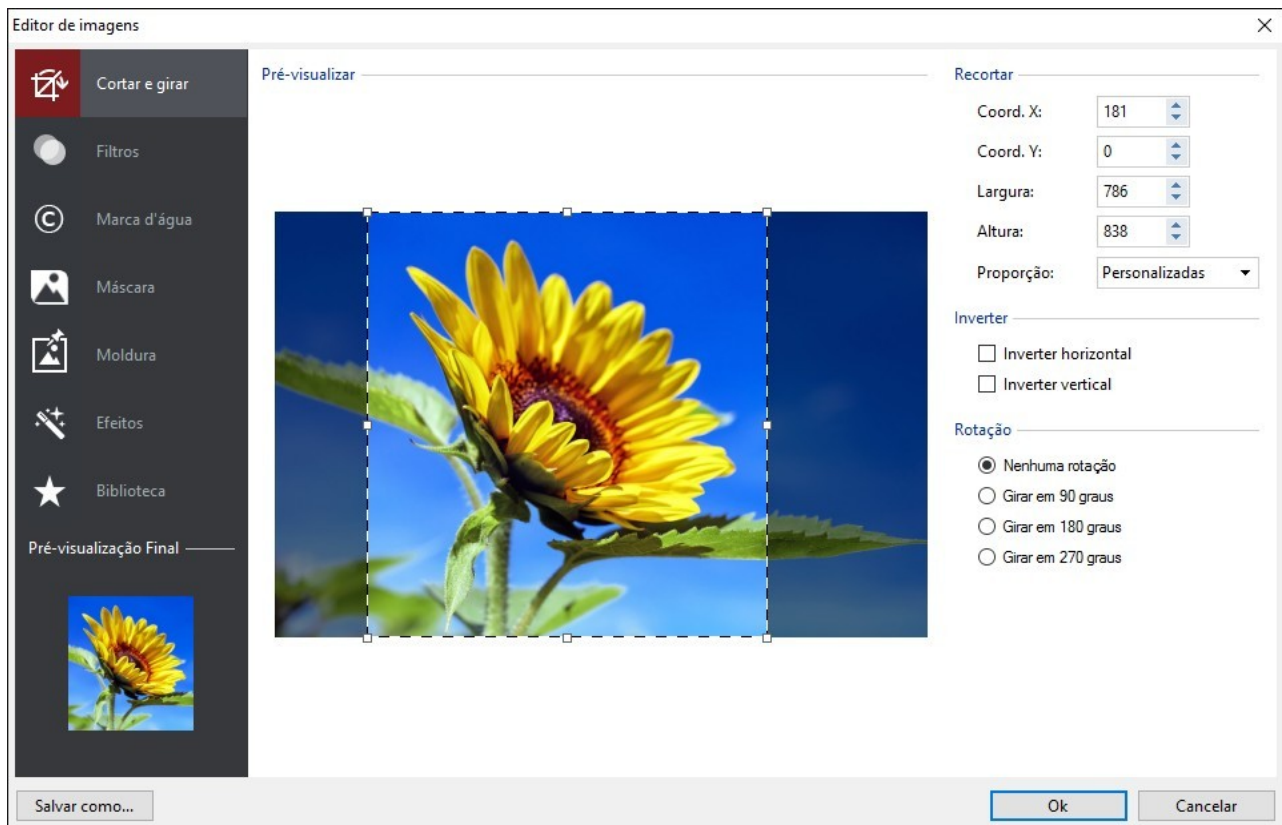 Editor de imagens
Cortar e girar
Filtros
Marca d'água
Máscara
Moldura
Efeitos
Biblioteca
Pré-visualização Final
Pré-visualizar
Recortar
Coord. X: 181
Coord. Y: 0
Largura: 786
Altura: 838
Proporção: Personalizadas
Inverter
Inverter horizontal
Inverter vertical
Rotação
Nenhuma rotação
Girar em 90 graus
Girar em 180 graus
Girar em 270 graus
Salvar como...
Ok
Cancelar